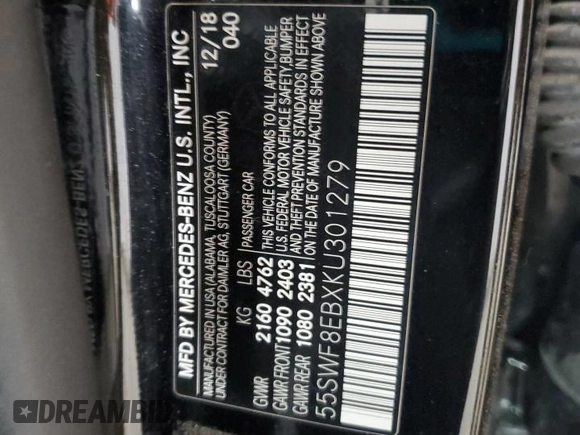 MFD BY MERCEDES-BENZ U.S. INTL., INC 12/18
MANUFACTURED IN USA (ALABAMA, TUSCALOOSA COUNTY) 040
UNDER CONTRACT FOR DAIMLER AG, STUTTGART (GERMANY)
KG LBS PASSENGER CAR
GWR 2160 4762 THIS VEHICLE CONFORMS TO ALL APPLICABLE
GAWR FRONT 1090 2403 U.S. FEDERAL MOTOR VEHICLE SAFETY,BUMPER
GAWR REAR 1080 2381 AND THEFT PREVENTION STANDARDS IN EFFECT
ON THE DATE OF MANUFACTURE SHOWN ABOVE
55SWF8EBXKU301279
DREAMBID